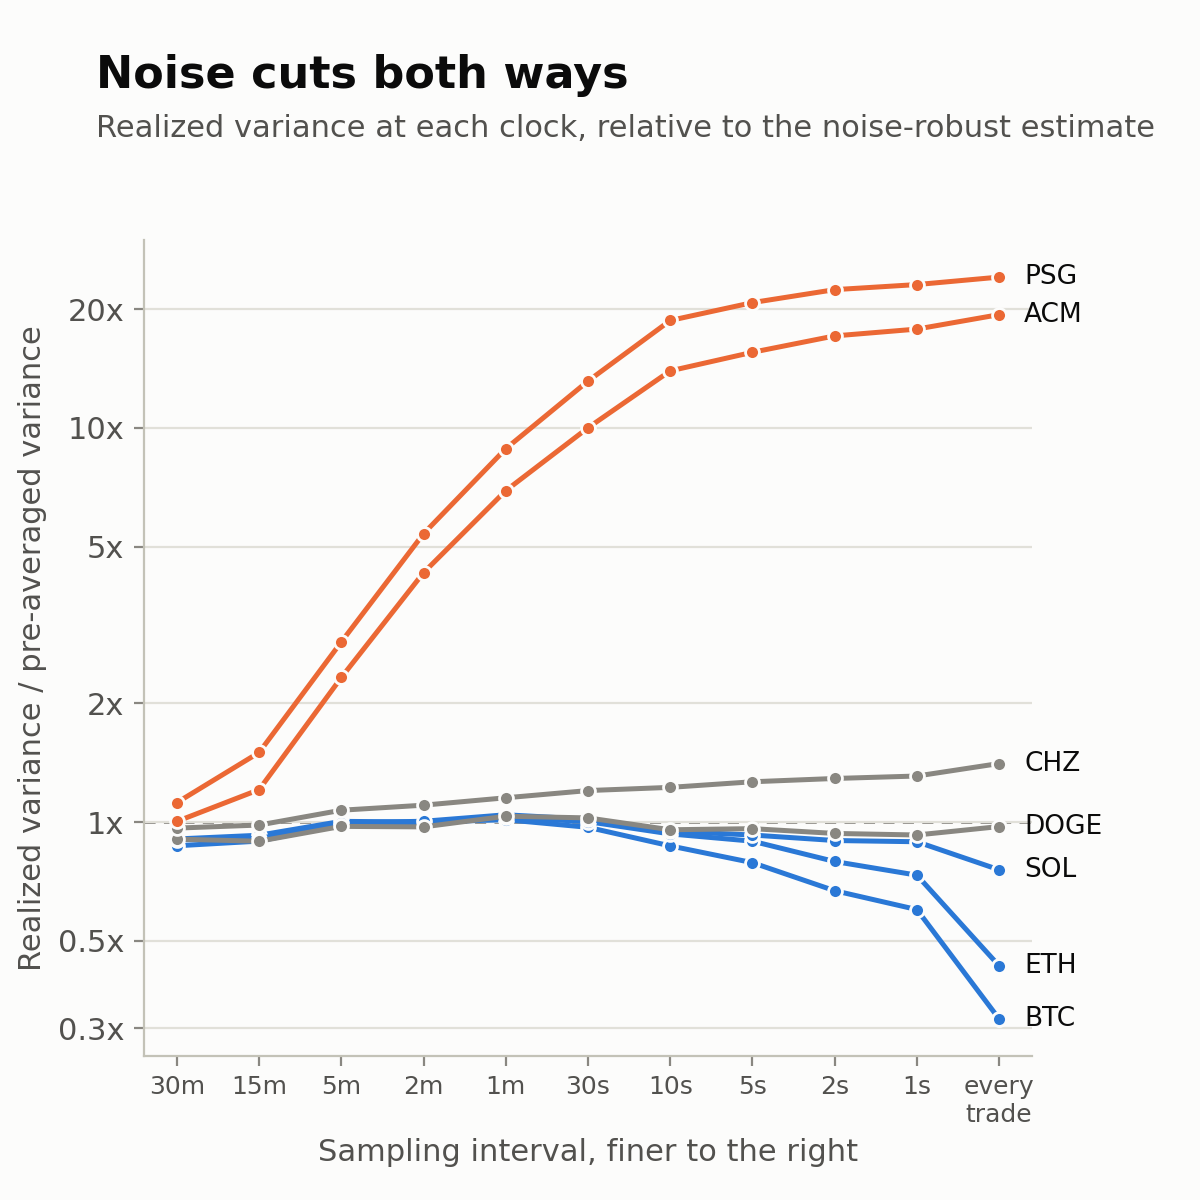 Noise cuts both ways
Realized variance at each clock, relative to the noise-robust estimate
Realized variance / pre-averaged variance
20x
10x
5x
2x
1x
0.5x
0.3x
PSG
ACM
CHZ
DOGE
SOL
ETH
BTC
30m 15m 5m 2m 1m 30s 10s 5s 2s 1s every
trade
Sampling interval, finer to the right